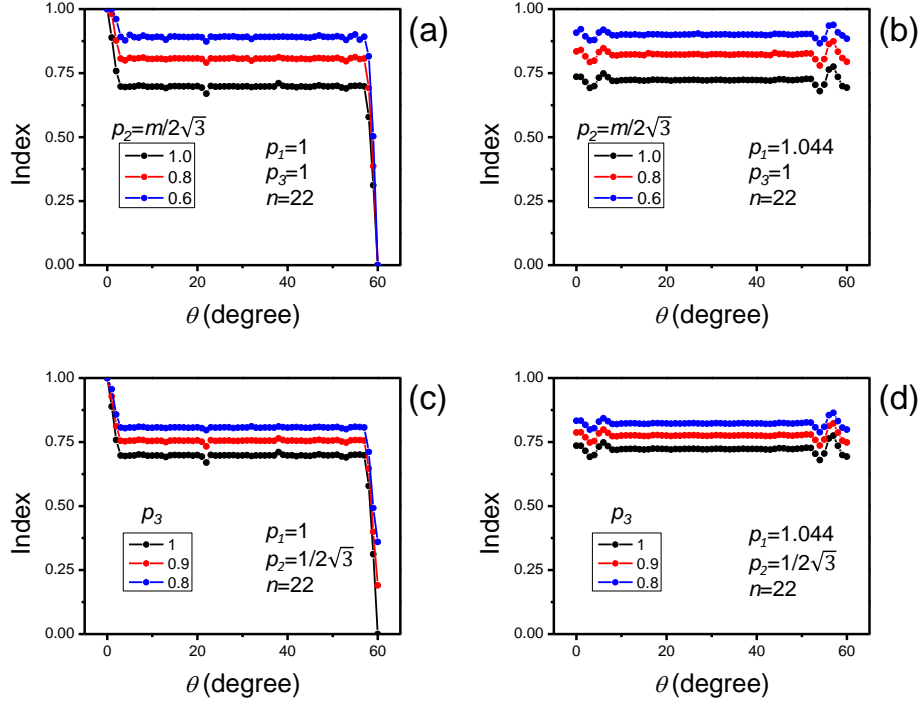 (a)
1.00
0.75
0.50
0.25
0.00
Index
p₂=m/2√3
1.0
0.8
0.6
p₁=1
p₃=1
n=22
0 20 40 60
θ (degree)
(b)
1.00
0.75
0.50
0.25
0.00
Index
p₂=m/2√3
1.0
0.8
0.6
p₁=1.044
p₃=1
n=22
0 20 40 60
θ (degree)
(c)
1.00
0.75
0.50
0.25
0.00
Index
p₃
1
0.9
0.8
p₁=1
p₂=1/2√3
n=22
0 20 40 60
θ (degree)
(d)
1.00
0.75
0.50
0.25
0.00
Index
p₃
1
0.9
0.8
p₁=1.044
p₂=1/2√3
n=22
0 20 40 60
θ (degree)